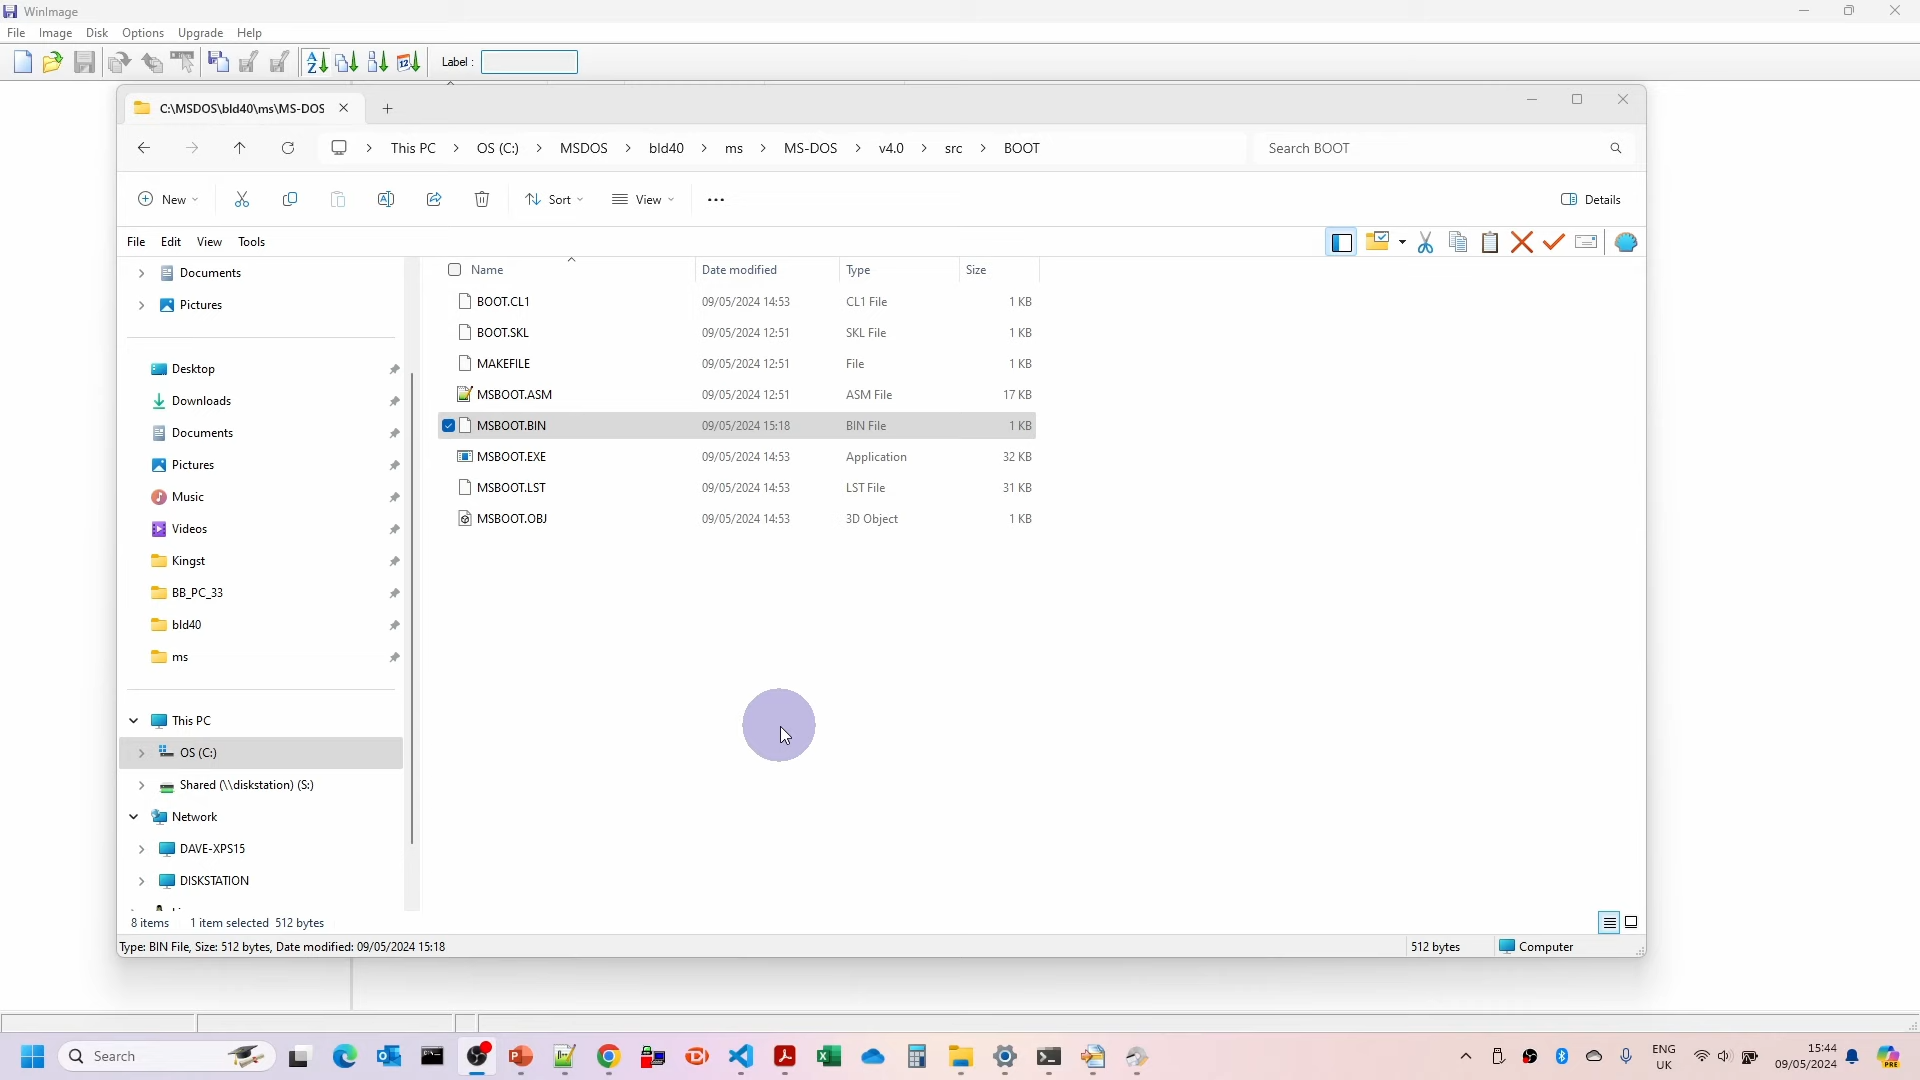 WinImage
File Image Disk Options Upgrade Help
Label :
C:\MSDOS\bld40\ms\MS-DOS
This PC OS (C:) MSDOS bld40 ms MS-DOS v4.0 src BOOT
Search BOOT
New
Sort
View
Details
File Edit View Tools
Name Date modified Type Size
BOOT.CL1 09/05/2024 14:53 CL1 File 1 KB
BOOT.SKL 09/05/2024 12:51 SKL File 1 KB
MAKEFILE 09/05/2024 12:51 File 1 KB
MSBOOT.ASM 09/05/2024 12:51 ASM File 17 KB
MSBOOT.BIN 09/05/2024 15:18 BIN File 1 KB
MSBOOT.EXE 09/05/2024 14:53 Application 32 KB
MSBOOT.LST 09/05/2024 14:53 LST File 31 KB
MSBOOT.OBJ 09/05/2024 14:53 3D Object 1 KB
Documents
Pictures
Desktop
Downloads
Documents
Pictures
Music
Videos
Kingst
BB_PC_33
bld40
ms
This PC
OS (C:)
Shared (\\diskstation) (S:)
Network
DAVE-XPS15
DISKSTATION
8 items 1 item selected 512 bytes
Type: BIN File, Size: 512 bytes, Date modified: 09/05/2024 15:18
512 bytes
Computer
Search
ENG
UK
15:44
09/05/2024